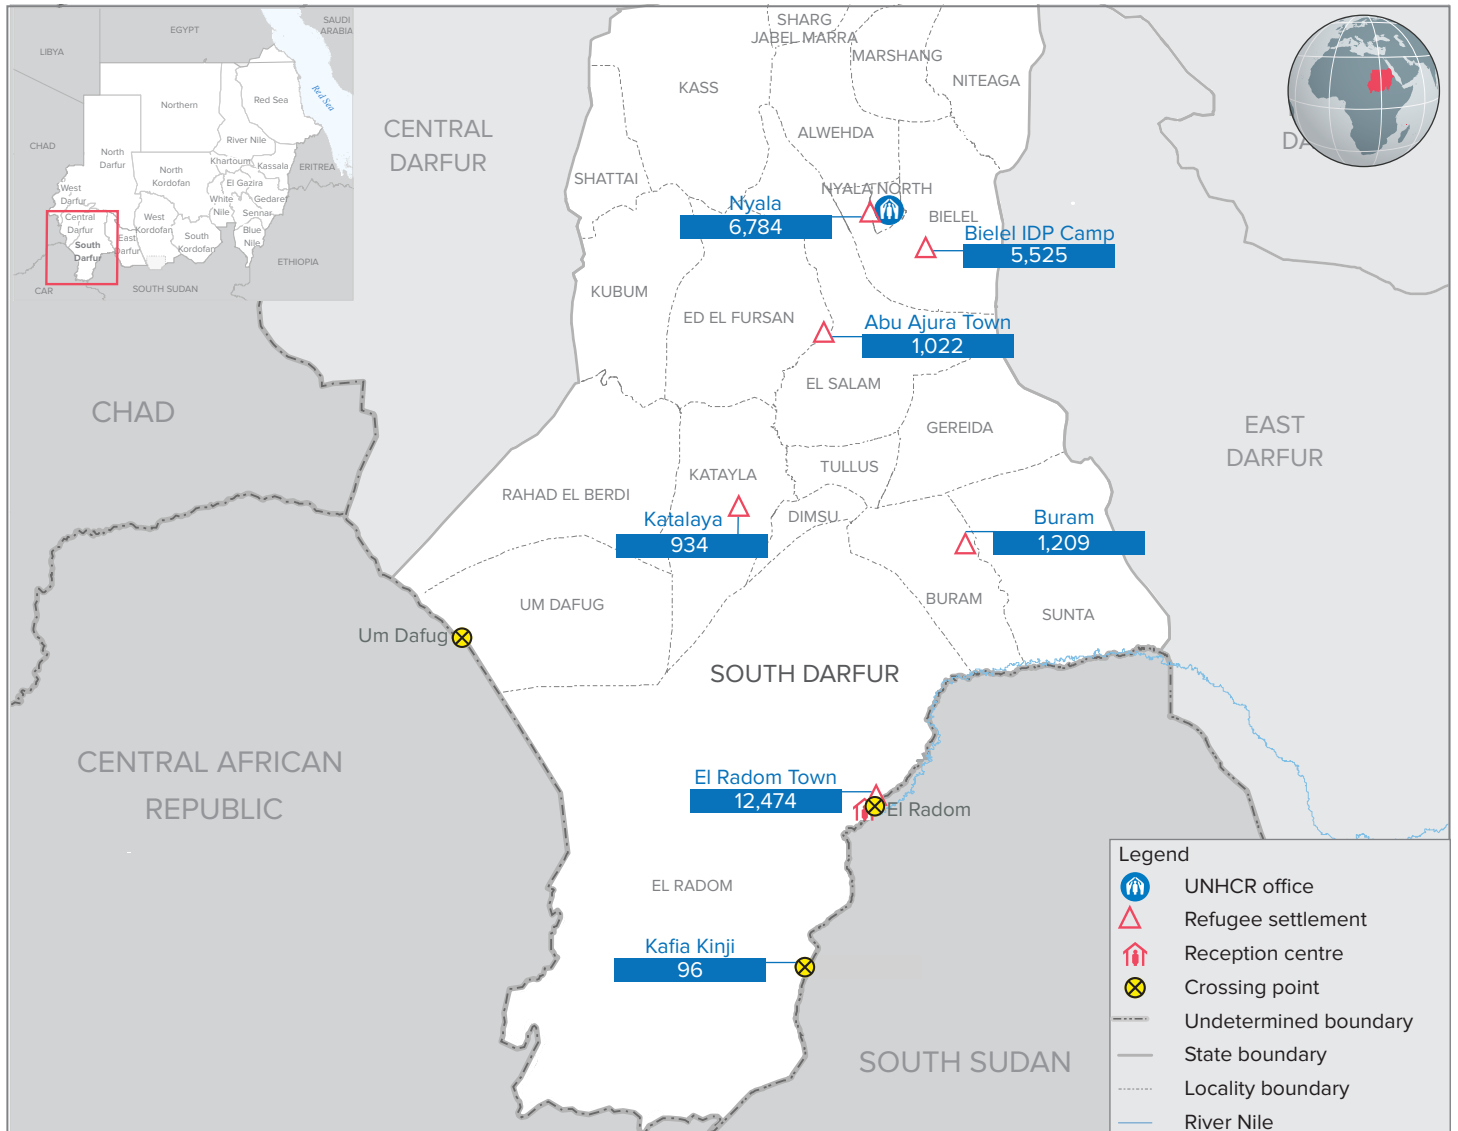 SAUDI
ARABIA
EGYPT
LIBYA
Red Sea
Northern
Red Sea
CHAD
River Nile
North
Darfur
Khartoum
Kassala
ERITREA
North
Kordofan
El Gazira
West
Darfur
White
Nile
Gedaref
Sennar
Central
Darfur
West
Kordofan
South
Kordofan
Blue
Nile
East
Darfur
South
Darfur
ETHIOPIA
CAR
SOUTH SUDAN
CENTRAL
DARFUR
SHARG
JABEL MARRA
MARSHANG
KASS
NITEAGA
ALWEHDA
DA
SHATTAI
NYALA NORTH
Nyala
6,784
BIELEL
Bielel IDP Camp
5,525
KUBUM
ED EL FURSAN
Abu Ajura Town
1,022
EL SALAM
CHAD
GEREIDA
EAST
DARFUR
TULLUS
KATAYLA
RAHAD EL BERDI
DIMSU
Katalaya
934
Buram
1,209
UM DAFUG
BURAM
SUNTA
Um Dafug
SOUTH DARFUR
CENTRAL AFRICAN
REPUBLIC
El Radom Town
12,474
El Radom
EL RADOM
Kafia Kinji
96
SOUTH SUDAN
Legend
UNHCR office
Refugee settlement
Reception centre
Crossing point
Undetermined boundary
State boundary
Locality boundary
River Nile